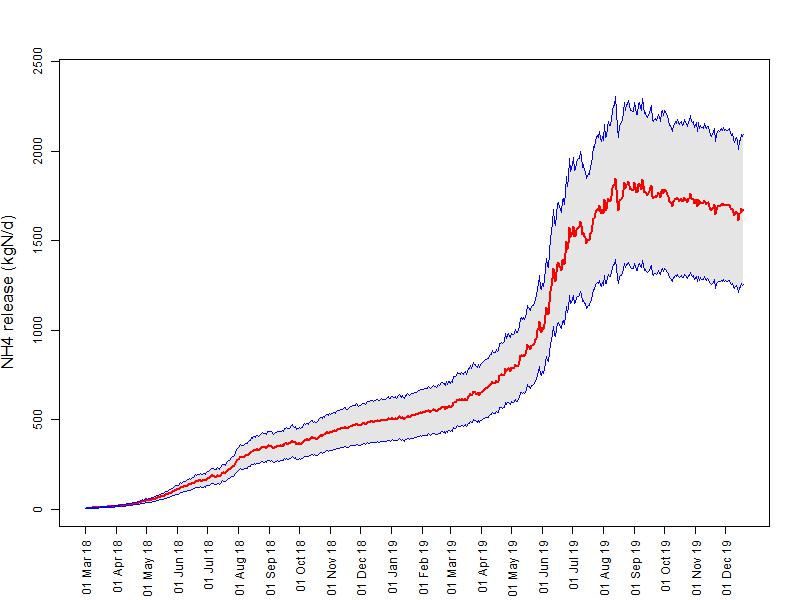 NH4 release (kgN/d)
2500
2000
1500
1000
500
0
01 Mar 18
01 Apr 18
01 May 18
01 Jun 18
01 Jul 18
01 Aug 18
01 Sep 18
01 Oct 18
01 Nov 18
01 Dec 18
01 Jan 19
01 Feb 19
01 Mar 19
01 Apr 19
01 May 19
01 Jun 19
01 Jul 19
01 Aug 19
01 Sep 19
01 Oct 19
01 Nov 19
01 Dec 19